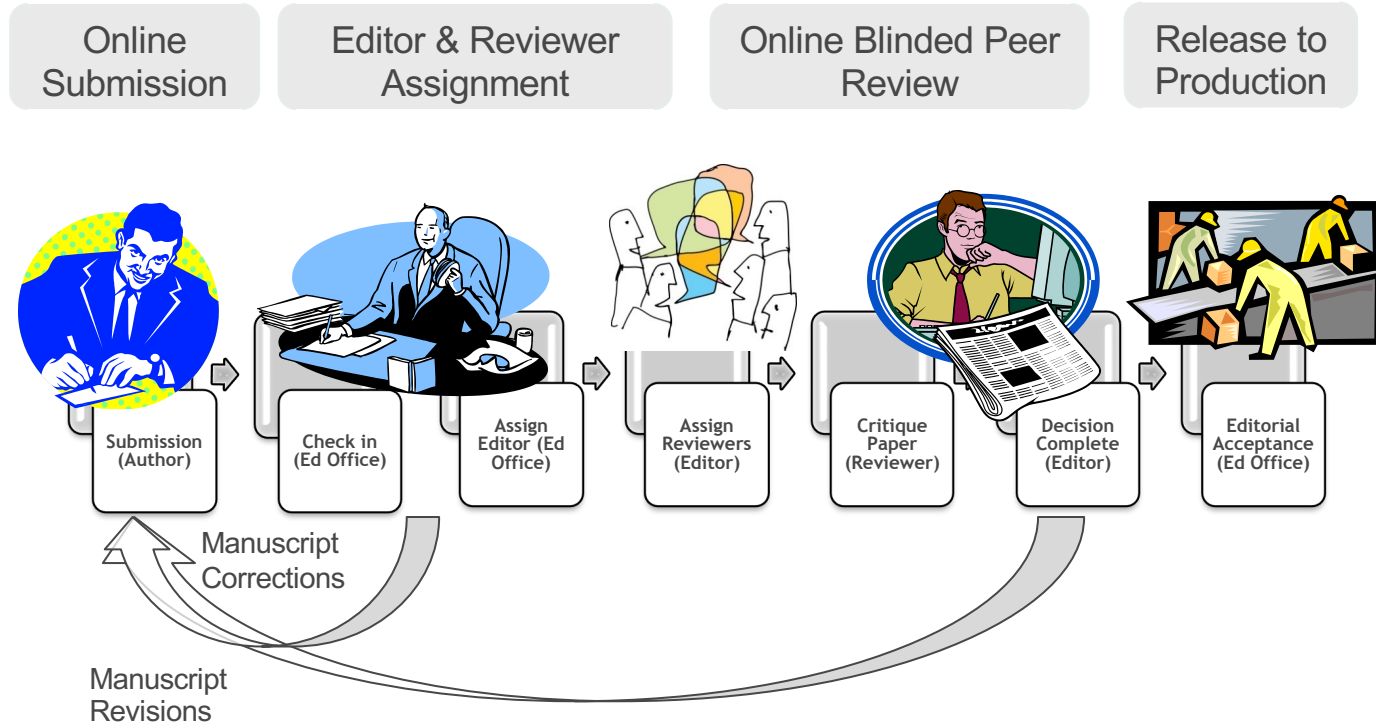 Online
Submission
Editor & Reviewer
Assignment
Online Blinded Peer
Review
Release to
Production
Submission
(Author)
Check in
(Ed Office)
Assign
Editor (Ed
Office)
Assign
Reviewers
(Editor)
Critique
Paper
(Reviewer)
Decision
Complete
(Editor)
Editorial
Acceptance
(Ed Office)
Manuscript
Corrections
Manuscript
Revisions